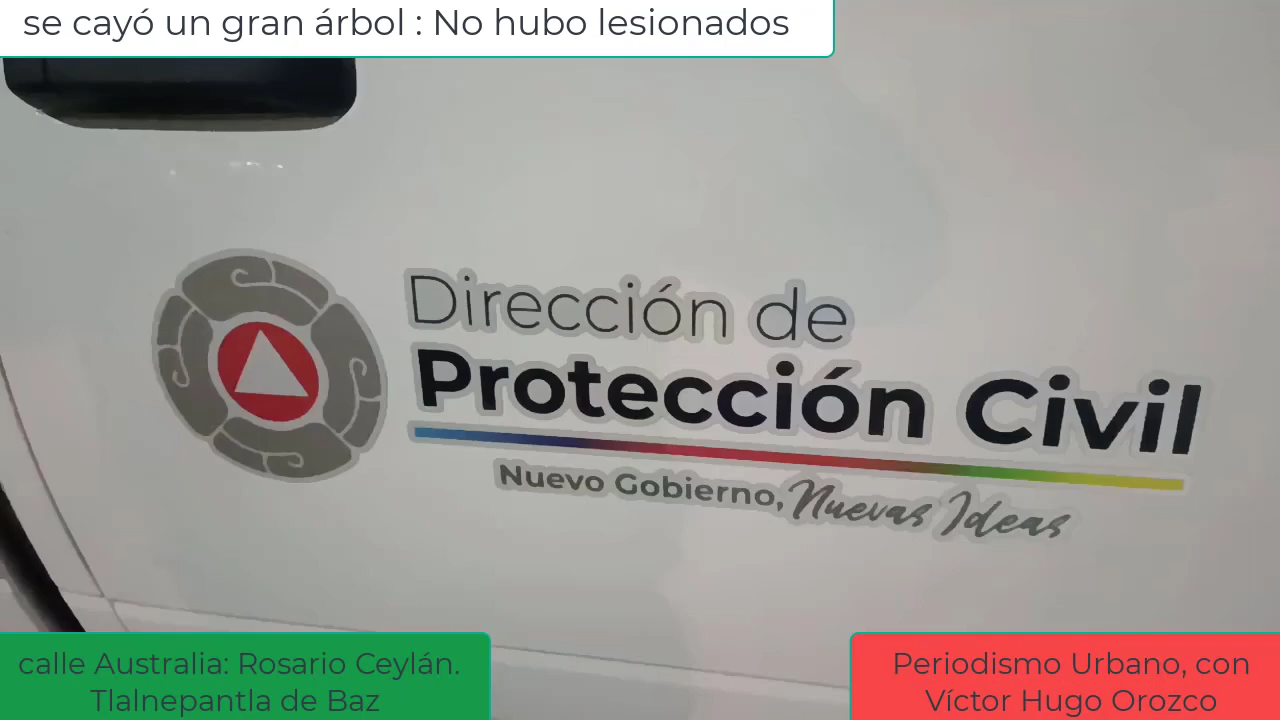 se cayó un gran árbol : No hubo lesionados
Dirección de
Protección Civil
Nuevo Gobierno, Nuevas Ideas
calle Australia: Rosario Ceylán.
Tlalnepantla de Baz
Periodismo Urbano, con
Víctor Hugo Orozco